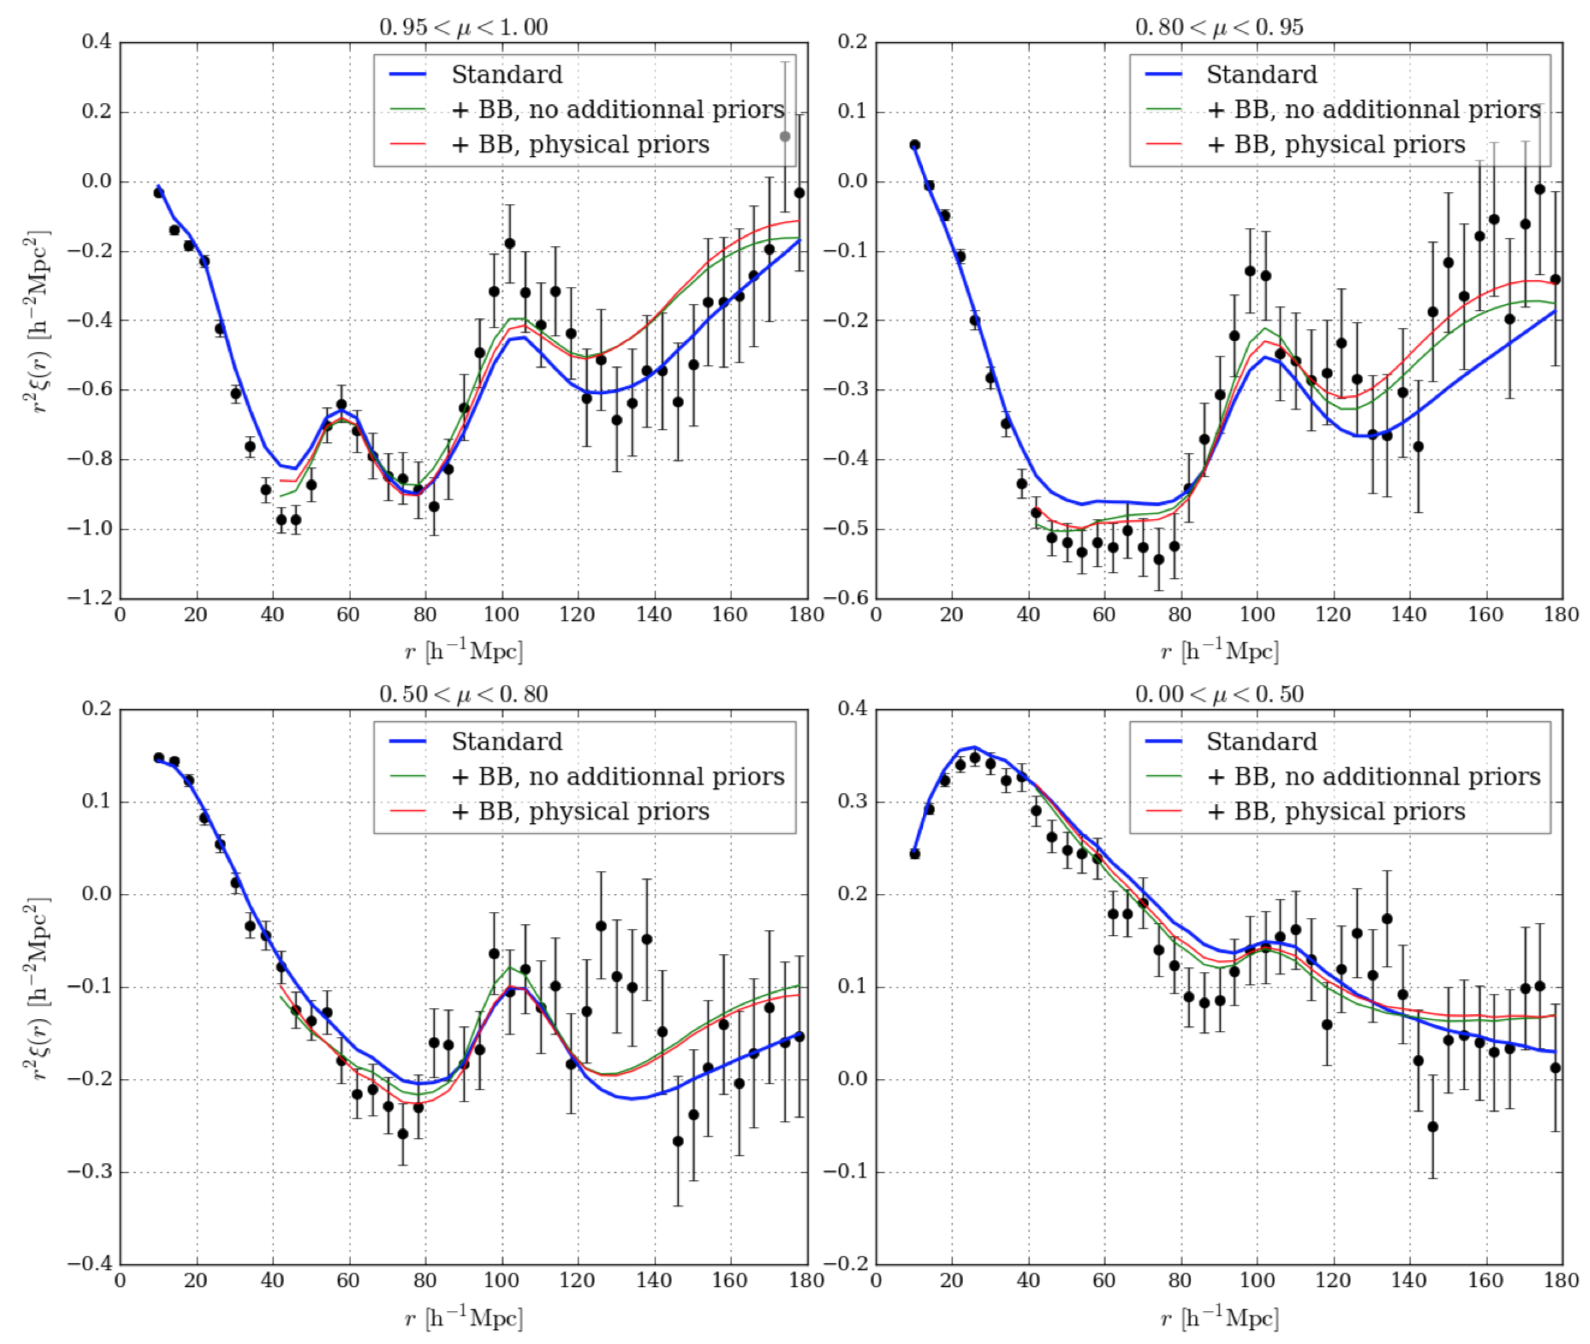 0.95 < μ < 1.00
0.4
0.2
0.0
−0.2
−0.4
−0.6
−0.8
−1.0
−1.2
r²ξ(r) [h⁻²Mpc²]
Standard
+ BB, no additionnal priors
+ BB, physical priors
0 20 40 60 80 100 120 140 160 180
r [h⁻¹Mpc]
0.80 < μ < 0.95
0.2
0.1
0.0
−0.1
−0.2
−0.3
−0.4
−0.5
−0.6
Standard
+ BB, no additionnal priors
+ BB, physical priors
0 20 40 60 80 100 120 140 160 180
r [h⁻¹Mpc]
0.50 < μ < 0.80
0.2
0.1
0.0
−0.1
−0.2
−0.3
−0.4
r²ξ(r) [h⁻²Mpc²]
Standard
+ BB, no additionnal priors
+ BB, physical priors
0 20 40 60 80 100 120 140 160 180
r [h⁻¹Mpc]
0.00 < μ < 0.50
0.4
0.3
0.2
0.1
0.0
−0.1
−0.2
Standard
+ BB, no additionnal priors
+ BB, physical priors
0 20 40 60 80 100 120 140 160 180
r [h⁻¹Mpc]